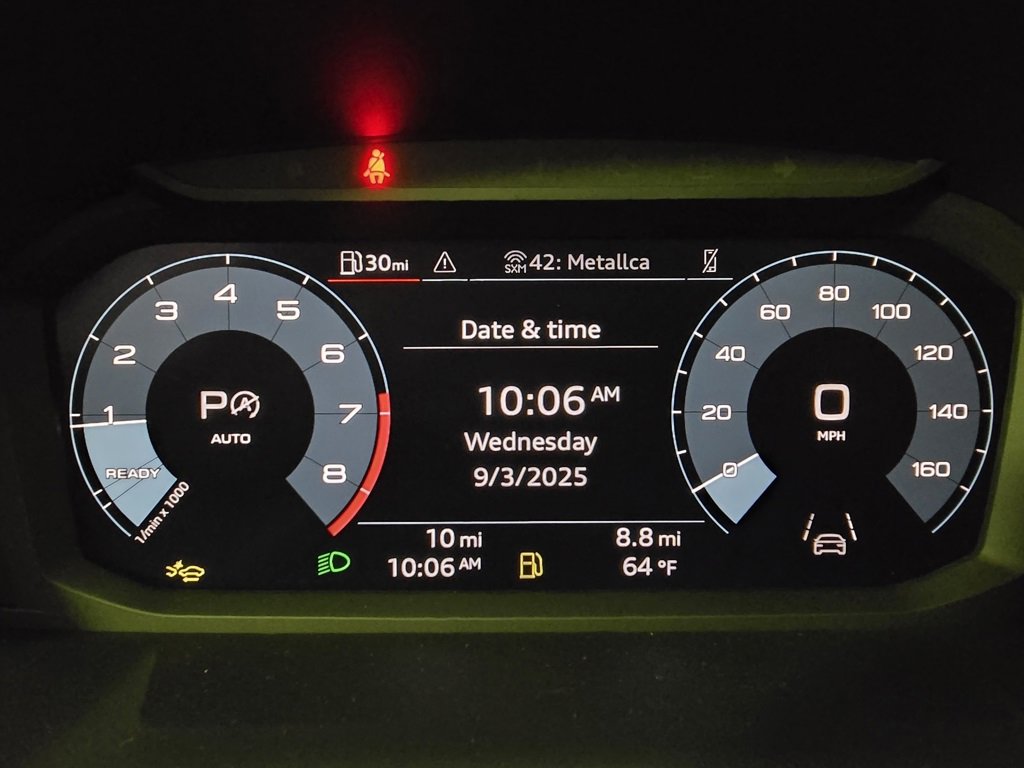 30mi
SXM 42: Metallca
Date & time
10:06 AM
Wednesday
9/3/2025
1
2
3
4
5
6
7
8
READY
1/min x 1000
P A
AUTO
0
20
40
60
80
100
120
140
160
0
MPH
10 mi
8.8 mi
10:06 AM
64 °F